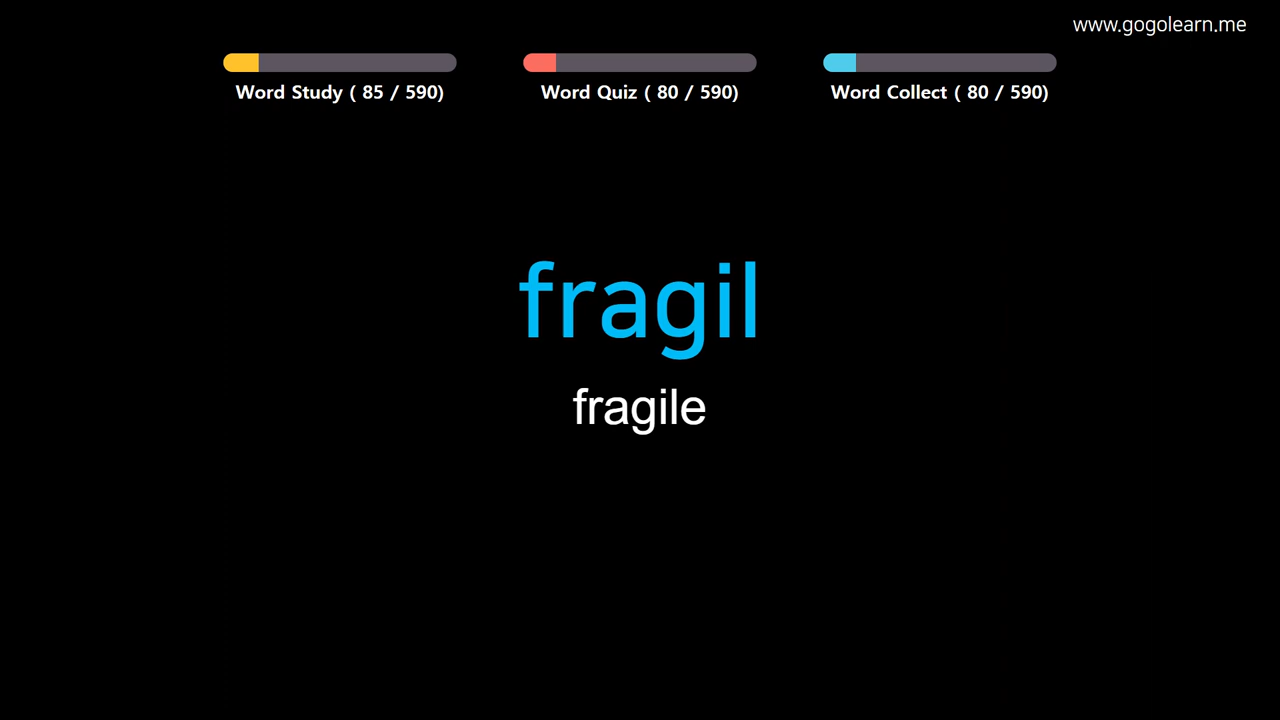 www.gogolearn.me
Word Study ( 85 / 590)
Word Quiz ( 80 / 590)
Word Collect ( 80 / 590)
fragil
fragile